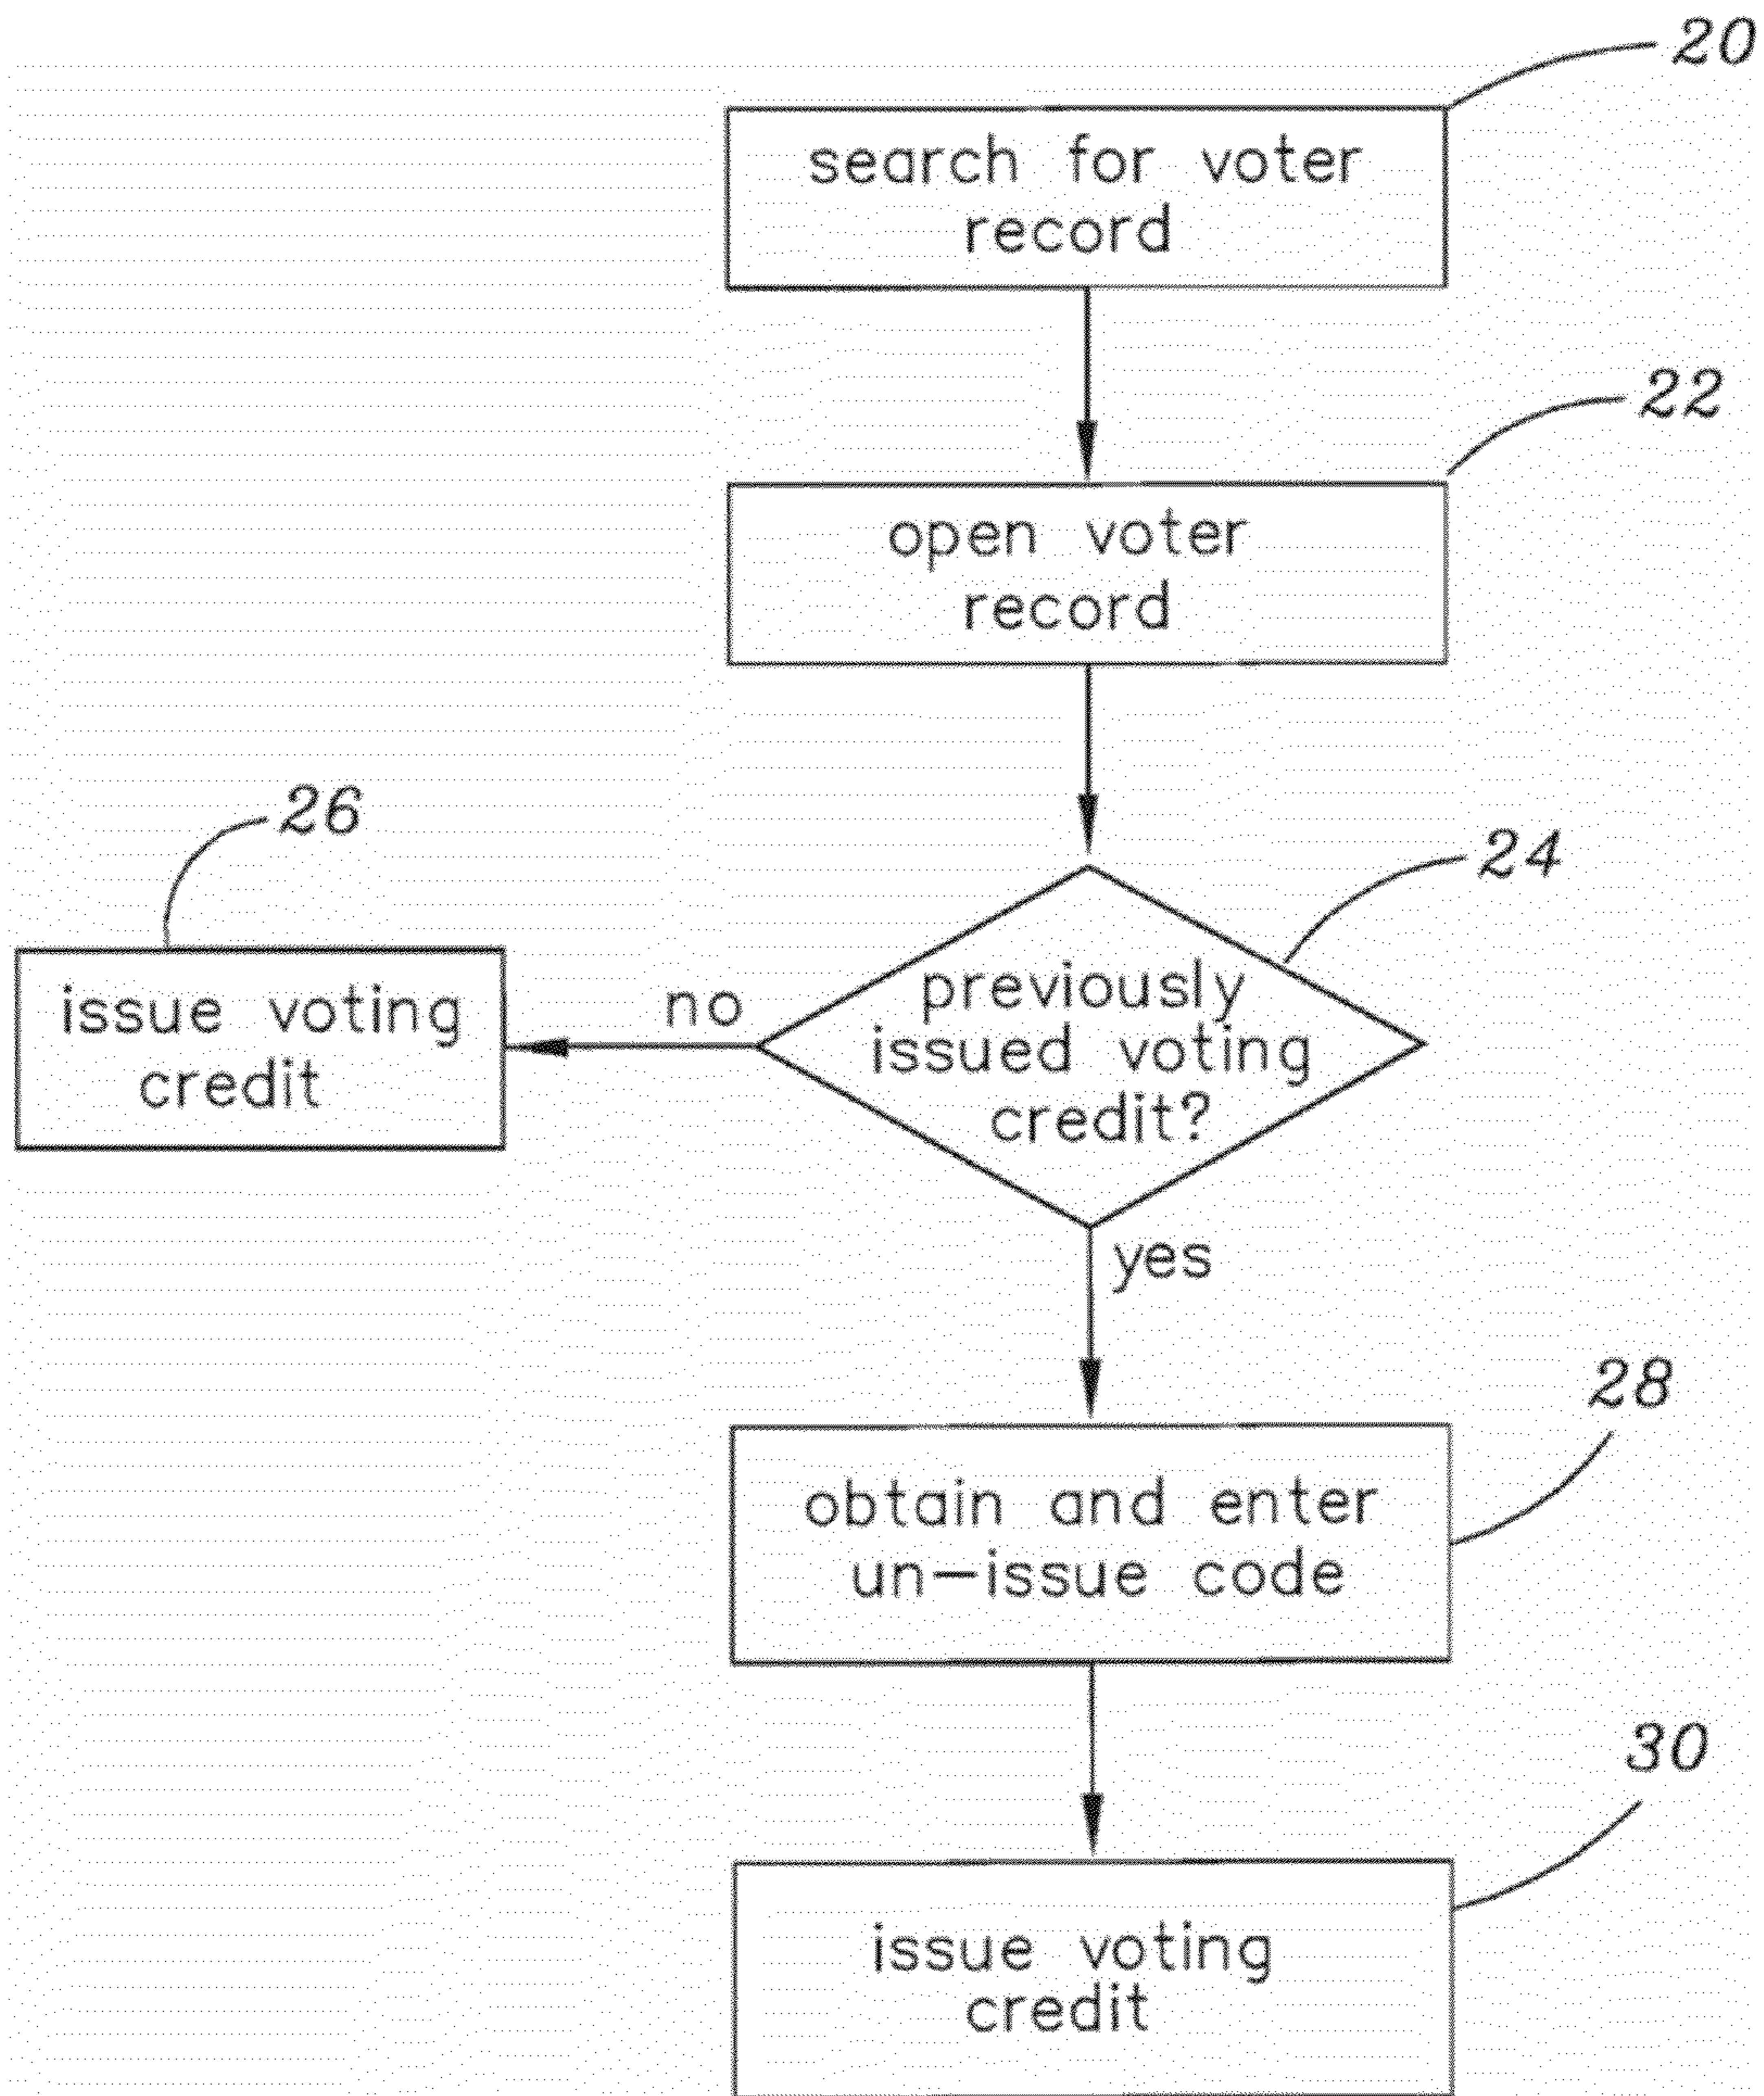 20
search for voter
record
22
open voter
record
26
24
issue voting
credit
no
previously
issued voting
credit?
yes
28
obtain and enter
un-issue code
30
issue voting
credit